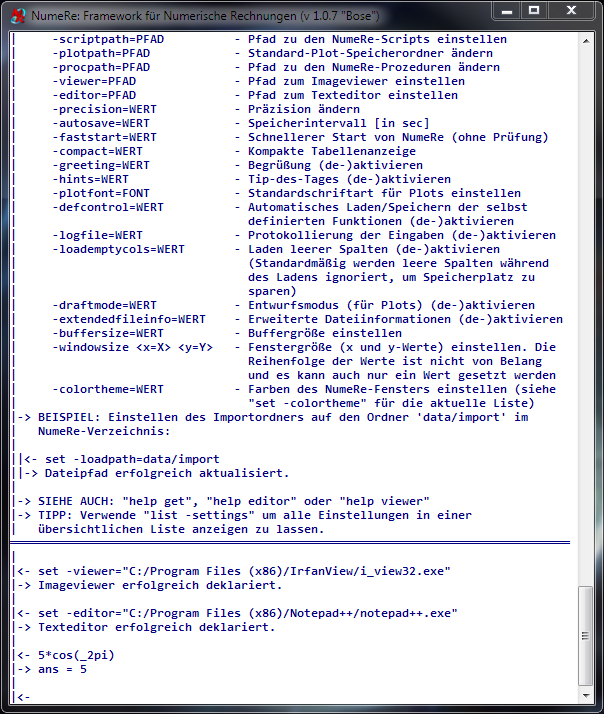 NumeRe: Framework für Numerische Rechnungen (v 1.0.7 "Bose")
|     -scriptpath=PFAD          - Pfad zu den NumeRe-Scripts einstellen
|     -plotpath=PFAD            - Standard-Plot-Speicherordner ändern
|     -procpath=PFAD            - Pfad zu den NumeRe-Prozeduren ändern
|     -viewer=PFAD              - Pfad zum Imageviewer einstellen
|     -editor=PFAD              - Pfad zum Texteditor einstellen
|     -precision=WERT           - Präzision ändern
|     -autosave=WERT            - Speicherintervall [in sec]
|     -faststart=WERT           - Schnellerer Start von NumeRe (ohne Prüfung)
|     -compact=WERT             - Kompakte Tabellenanzeige
|     -greeting=WERT            - Begrüßung (de-)aktivieren
|     -hints=WERT               - Tip-des-Tages (de-)aktivieren
|     -plotfont=FONT            - Standardschriftart für Plots einstellen
|     -defcontrol=WERT          - Automatisches Laden/Speichern der selbst
|                                 definierten Funktionen (de-)aktivieren
|     -logfile=WERT             - Protokollierung der Eingaben (de-)aktivieren
|     -loademptycols=WERT       - Laden leerer Spalten (de-)aktivieren
|                                 (Standardmäßig werden leere Spalten während
|                                 des Ladens ignoriert, um Speicherplatz zu
|                                 sparen)
|     -draftmode=WERT           - Entwurfsmodus (für Plots) (de-)aktivieren
|     -extendedfileinfo=WERT    - Erweiterte Dateiinformationen (de-)aktivieren
|     -buffersize=WERT          - Buffergröße einstellen
|     -windowsize <x=X> <y=Y>   - Fenstergröße (x und y-Werte) einstellen. Die
|                                 Reihenfolge der Werte ist nicht von Belang
|                                 und es kann auch nur ein Wert gesetzt werden
|     -colortheme=WERT          - Farben des NumeRe-Fensters einstellen (siehe
|                                 "set -colortheme" für die aktuelle Liste)
|-> BEISPIEL: Einstellen des Importordners auf den Ordner 'data/import' im
|   NumeRe-Verzeichnis:
|
||<- set -loadpath=data/import
||-> Dateipfad erfolgreich aktualisiert.
|
|-> SIEHE AUCH: "help get", "help editor" oder "help viewer"
|-> TIPP: Verwende "list -settings" um alle Einstellungen in einer
|   übersichtlichen Liste anzeigen zu lassen.
|
|<- set -viewer="C:/Program Files (x86)/IrfanView/i_view32.exe"
|-> Imageviewer erfolgreich deklariert.
|
|<- set -editor="C:/Program Files (x86)/Notepad++/notepad++.exe"
|-> Texteditor erfolgreich deklariert.
|
|<- 5*cos(_2pi)
|-> ans = 5
|
|<-